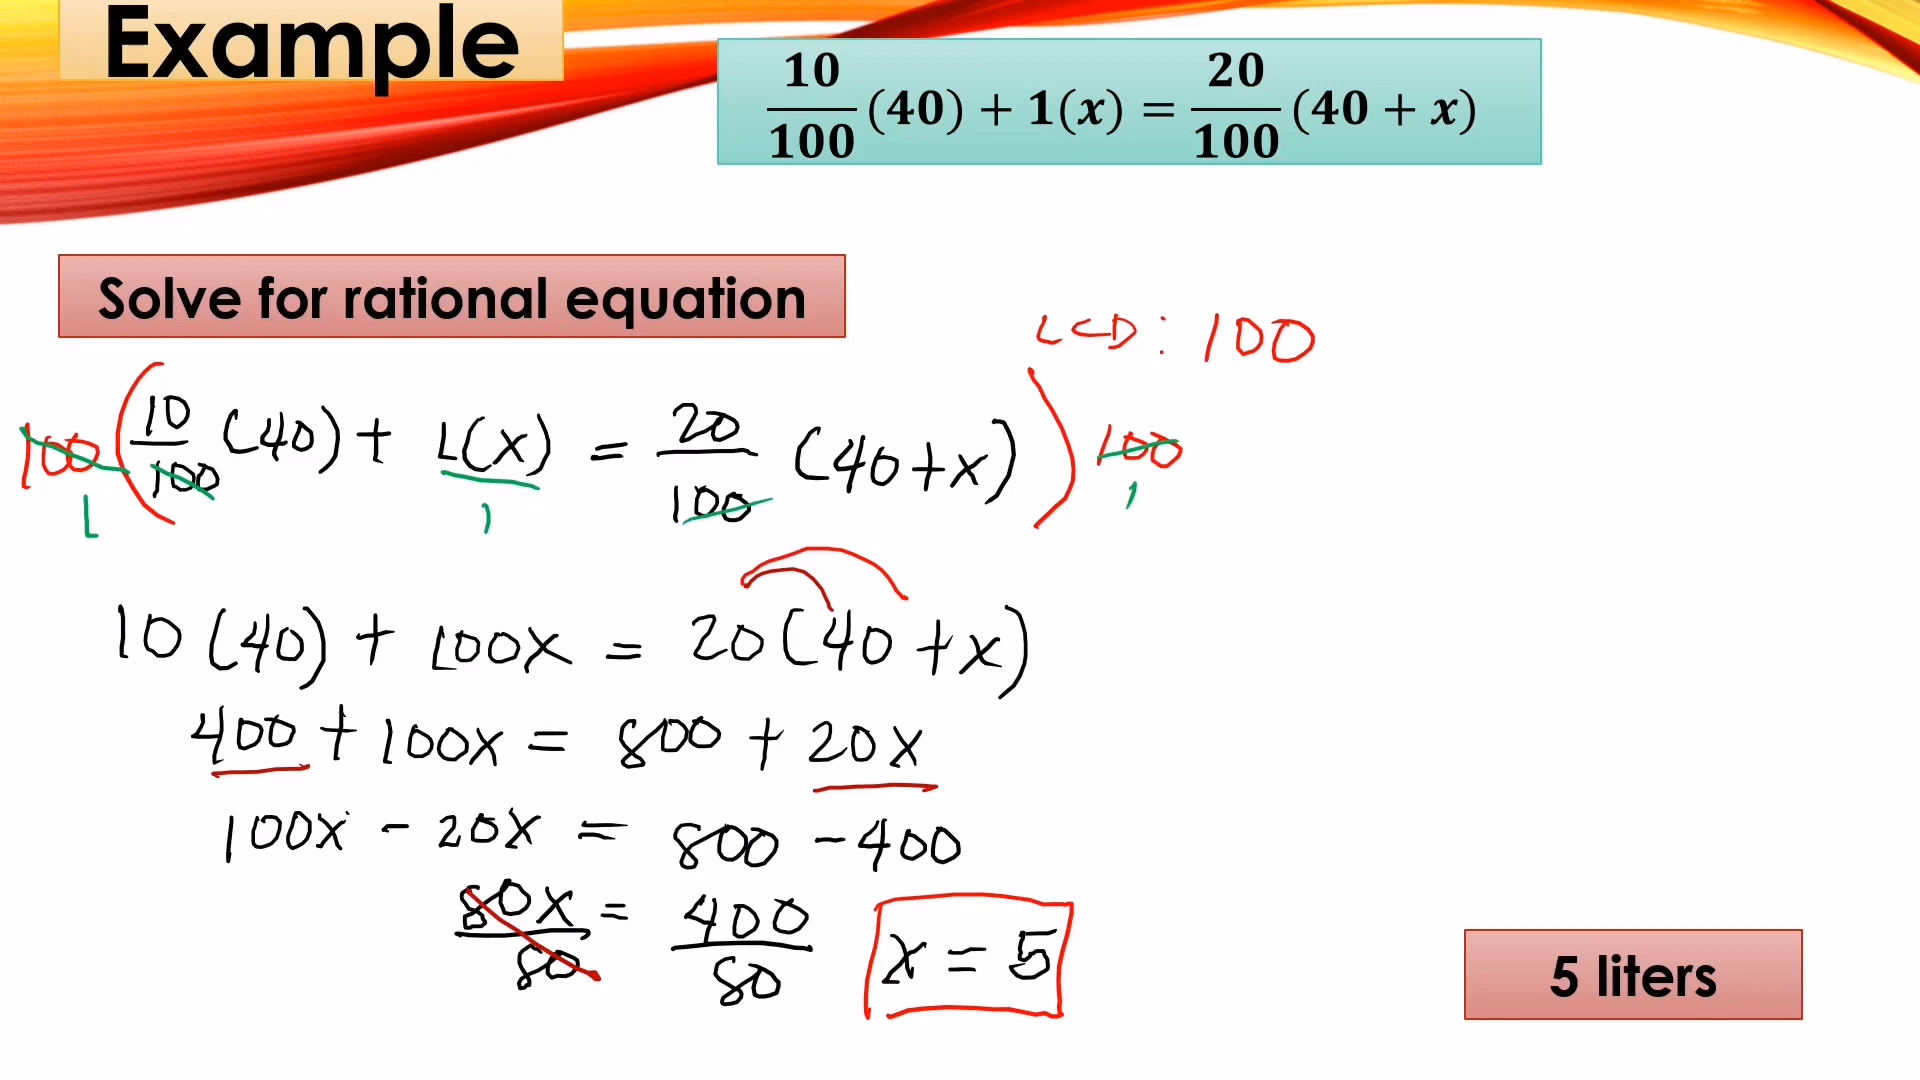 Example
10/100 (40) + 1(x) = 20/100 (40 + x)
Solve for rational equation
LCD : 100
100 ( 10/100 (40) + 1(x) = 20/100 (40+x) ) 100
1 1 1
10 (40) + 100x = 20 (40 + x)
400 + 100x = 800 + 20x
100x - 20x = 800 - 400
80x/80 = 400/80
x = 5
5 liters